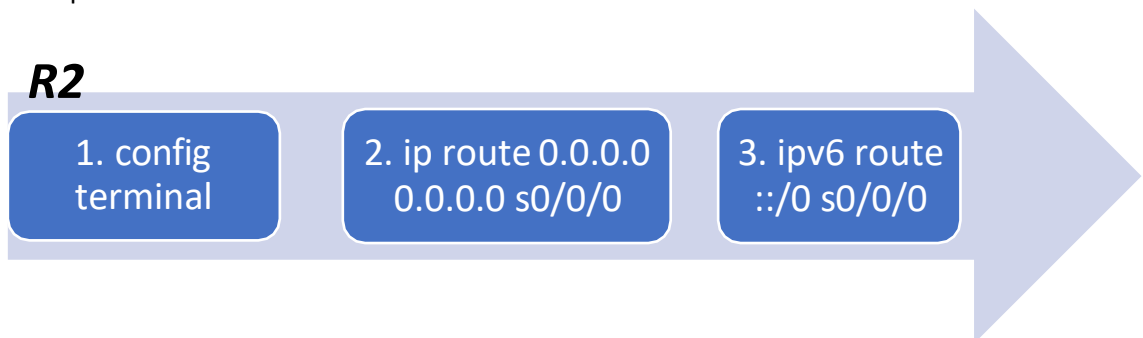 R2
1. config
terminal
2. ip route 0.0.0.0
0.0.0.0 s0/0/0
3. ipv6 route
::/0 s0/0/0